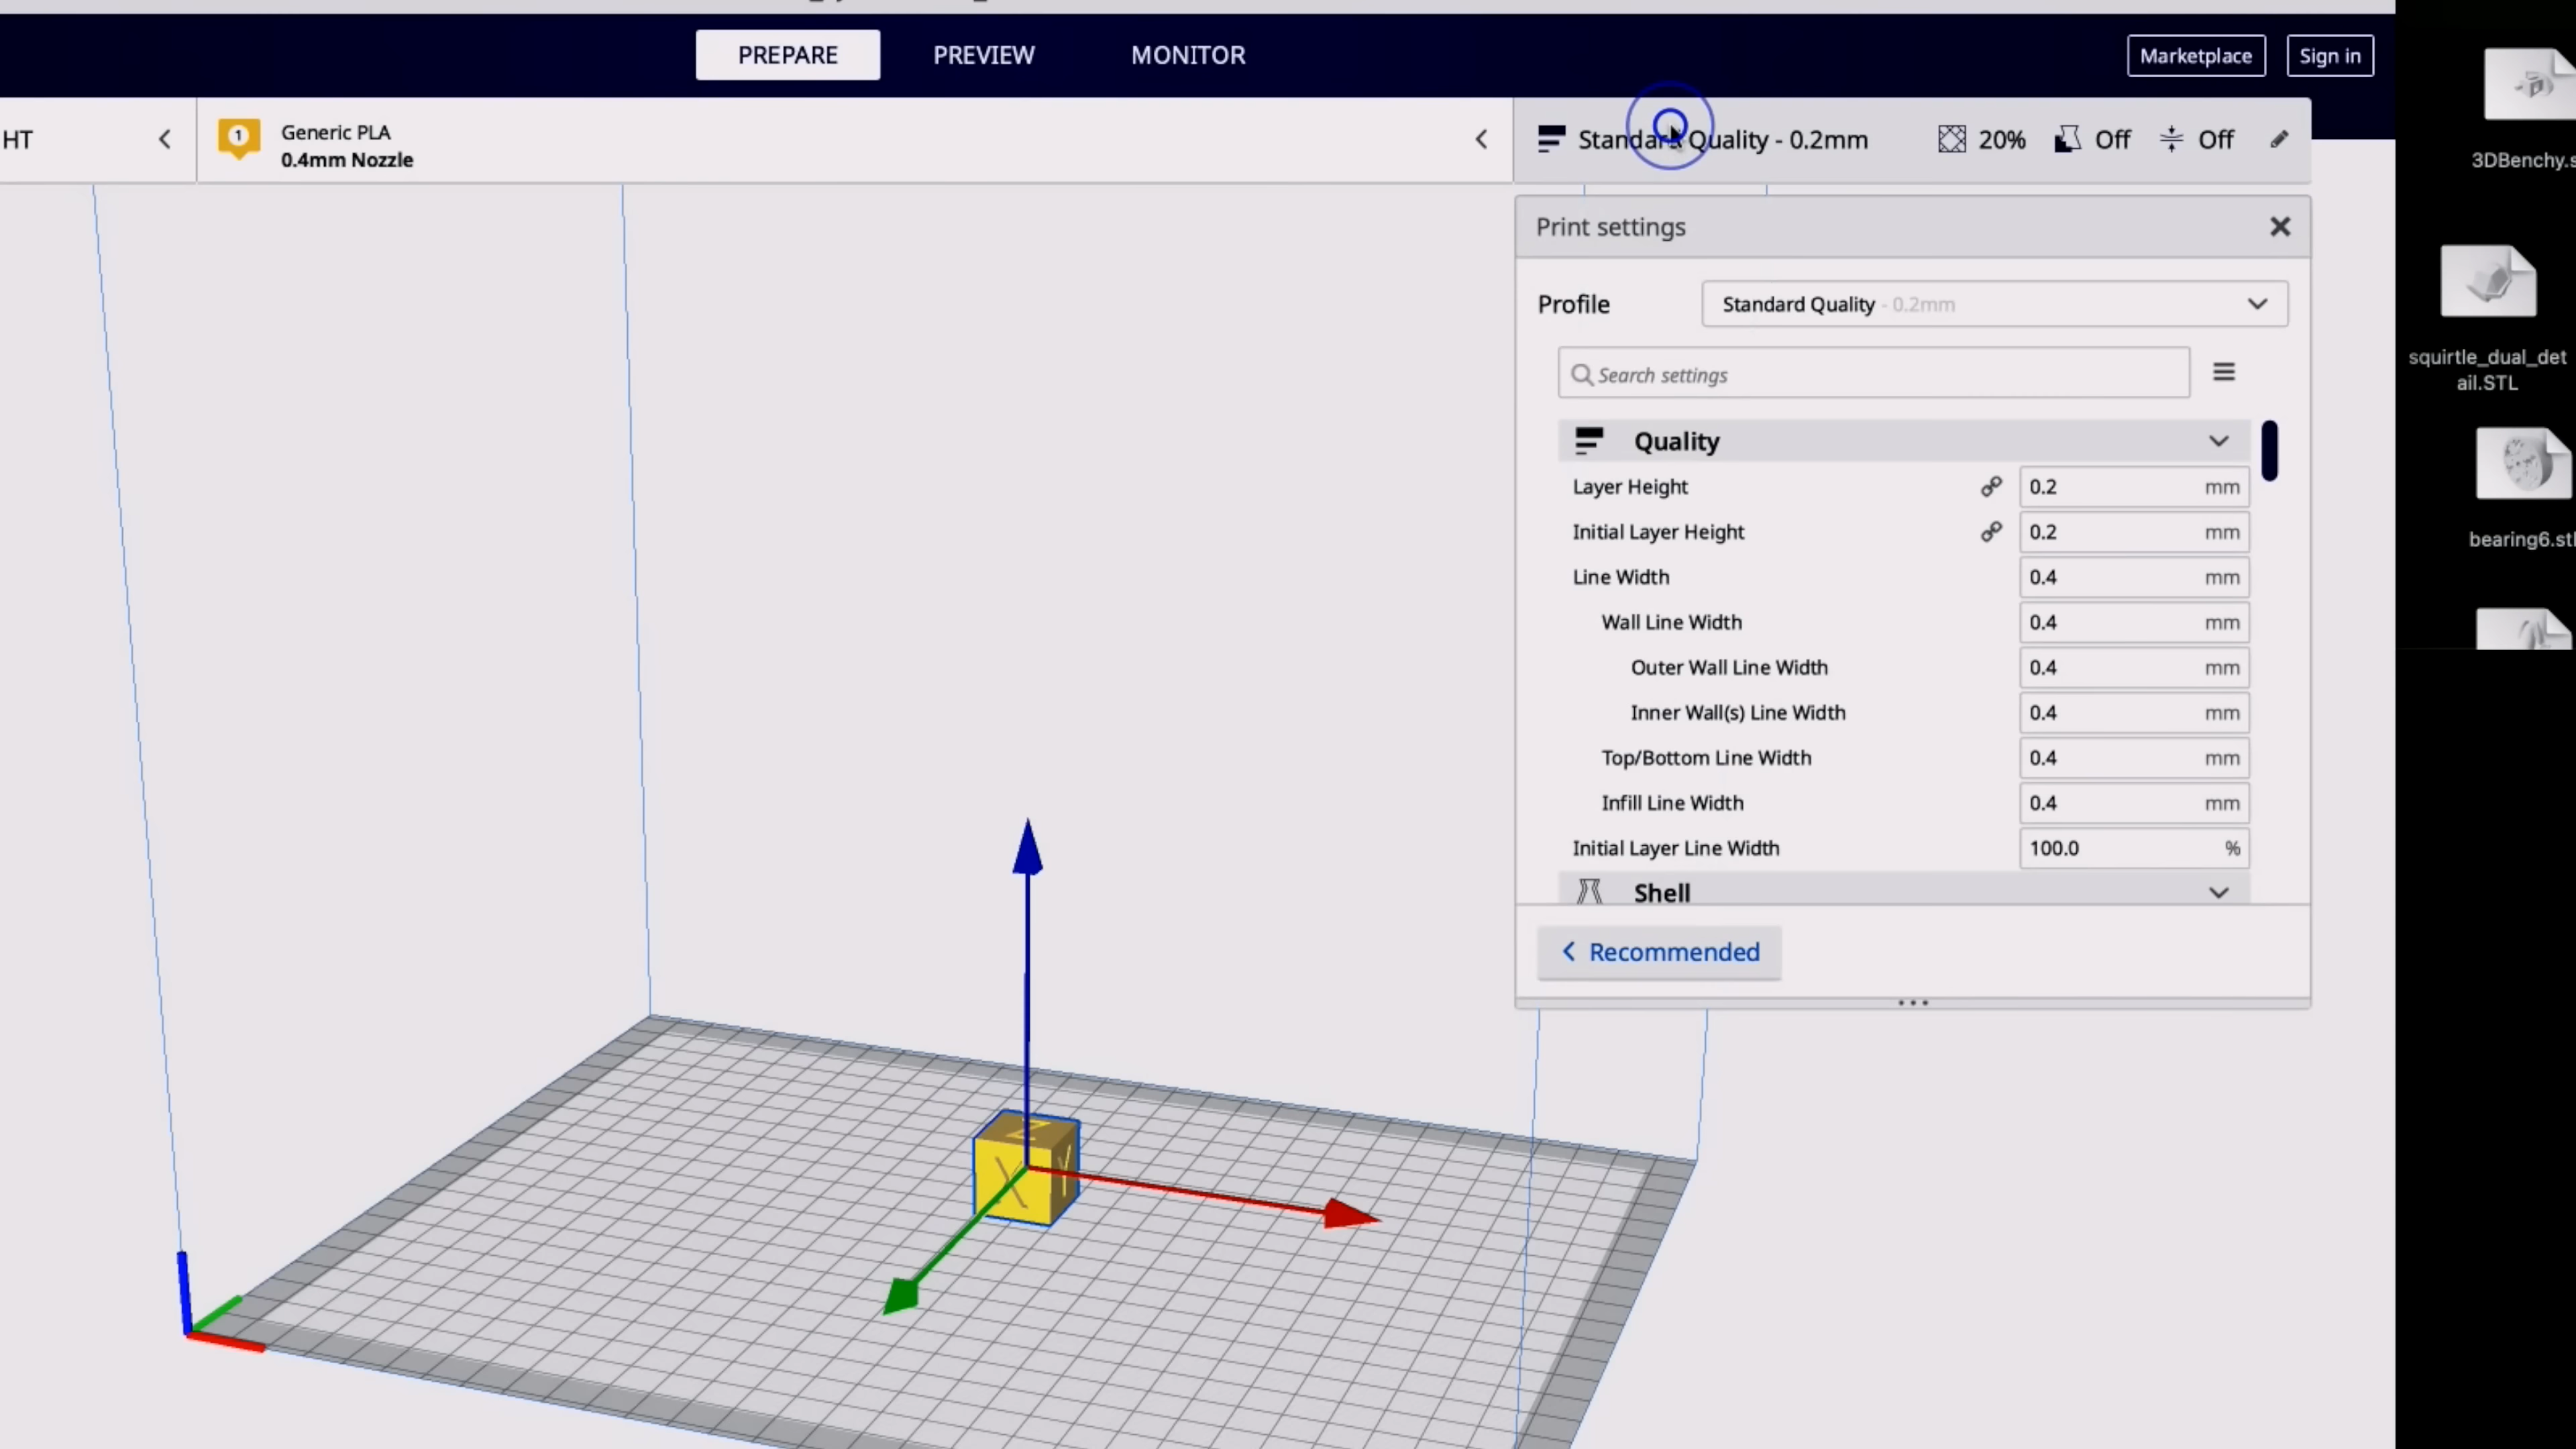 PREPARE
PREVIEW
MONITOR
Marketplace
Sign in
HT
1
Generic PLA
0.4mm Nozzle
Standard Quality - 0.2mm
20%
Off
Off
Print settings
Profile
Standard Quality - 0.2mm
Search settings
Quality
Layer Height 0.2 mm
Initial Layer Height 0.2 mm
Line Width 0.4 mm
Wall Line Width 0.4 mm
Outer Wall Line Width 0.4 mm
Inner Wall(s) Line Width 0.4 mm
Top/Bottom Line Width 0.4 mm
Infill Line Width 0.4 mm
Initial Layer Line Width 100.0 %
Shell
Recommended
Z
X
Y
3DBenchy.s
squirtle_dual_det
ail.STL
bearing6.stl